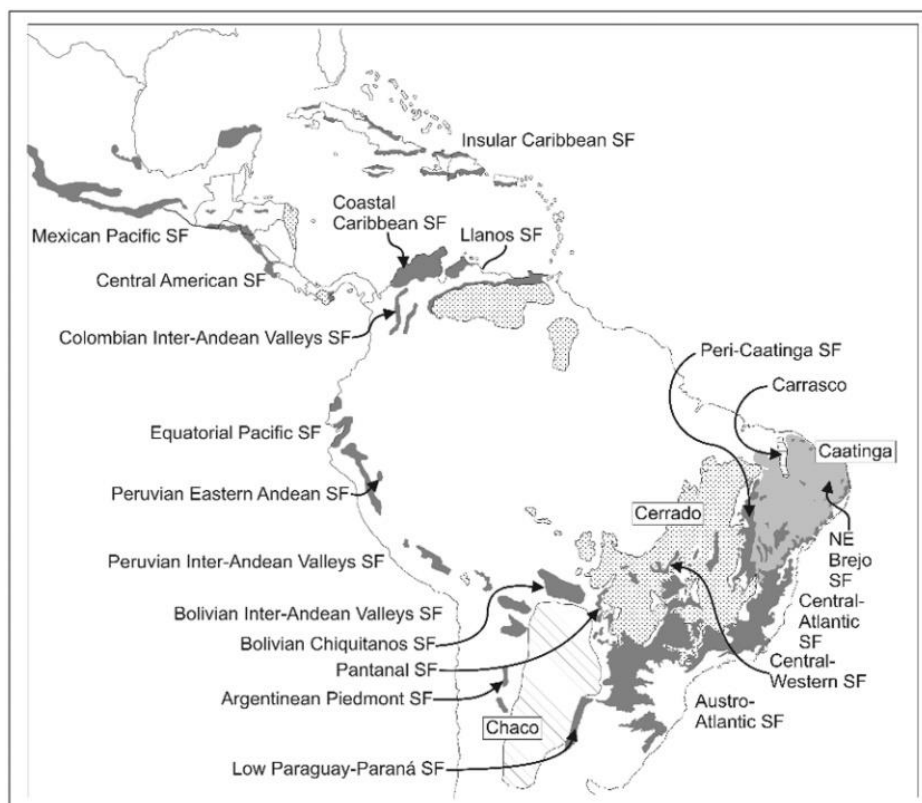 Insular Caribbean SF
Coastal
Caribbean SF
Llanos SF
Mexican Pacific SF
Central American SF
Colombian Inter-Andean Valleys SF
Peri-Caatinga SF
Carrasco
Equatorial Pacific SF
Caatinga
Peruvian Eastern Andean SF
Cerrado
NE
Brejo
SF
Peruvian Inter-Andean Valleys SF
Central-
Atlantic
SF
Bolivian Inter-Andean Valleys SF
Bolivian Chiquitanos SF
Central-
Western SF
Pantanal SF
Argentinean Piedmont SF
Austro-
Atlantic SF
Chaco
Low Paraguay-Paraná SF